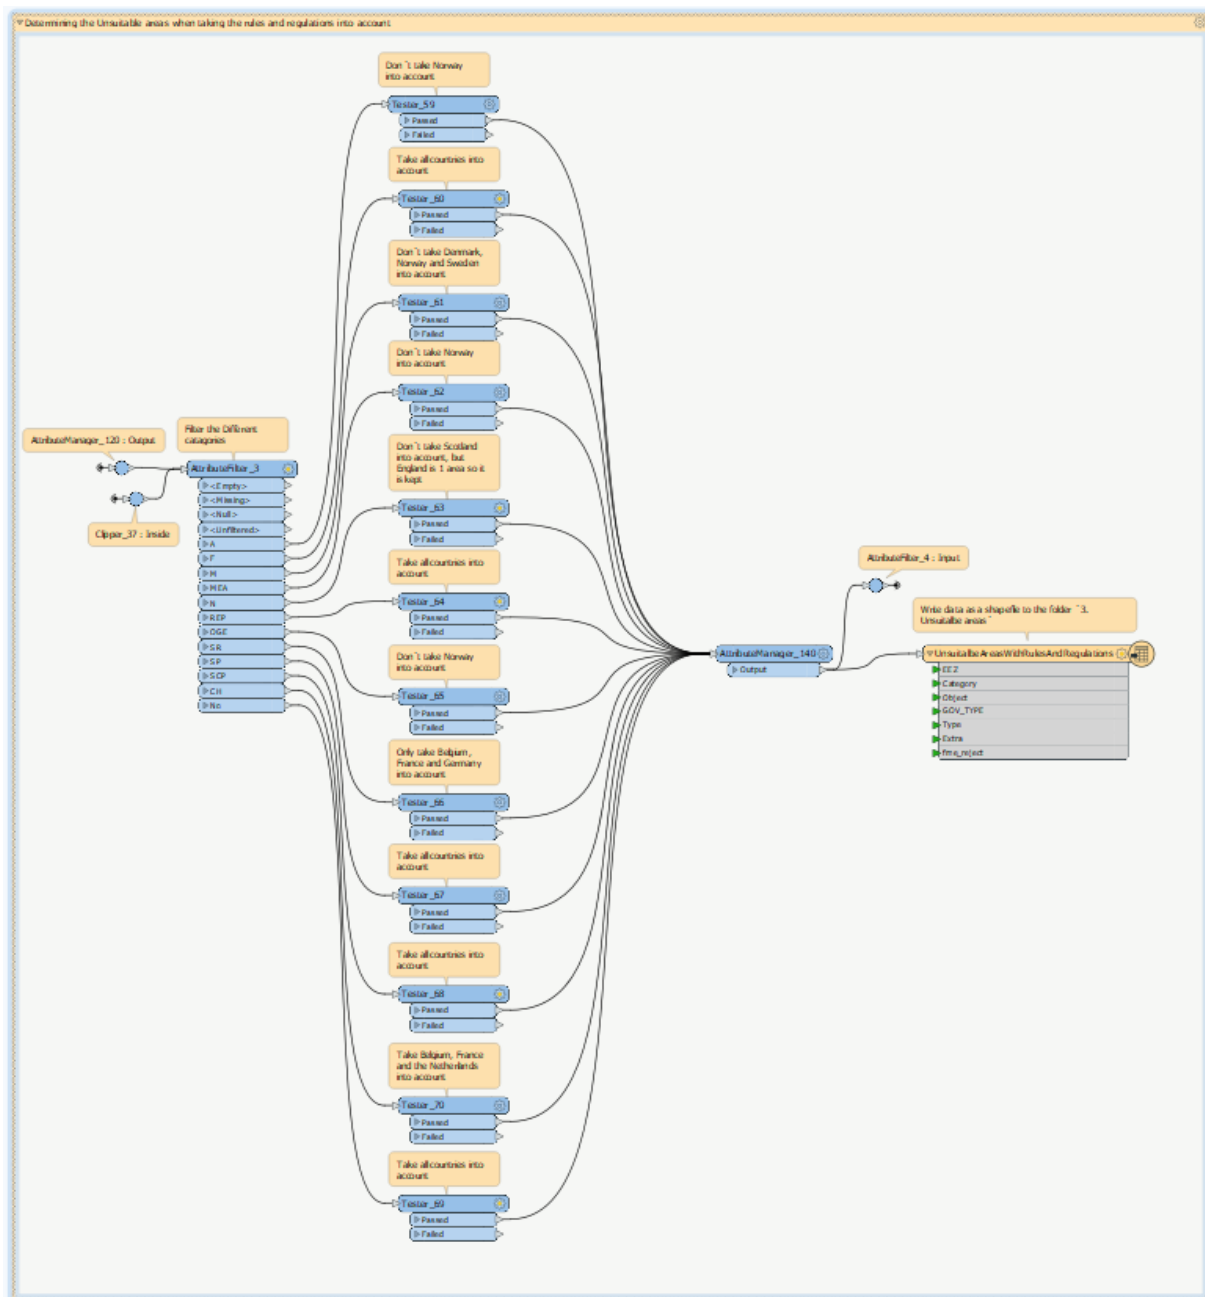 Determining the Unsuitable areas when taking the rules and regulations into account
Don ˜t take Norway
into account
Tester_59
Passed
Failed
Take all countries into
account
Tester_60
Passed
Failed
Don˜t take Denmark,
Norway and Sweden
into account
Tester_61
Passed
Failed
Don˜t take Norway
into account
Tester_62
Passed
Failed
Don˜t take Scotland
into account, but
England is 1 area so it
is kept
Tester_63
Passed
Failed
Take all countries into
account
Tester_64
Passed
Failed
Don˜t take Norway
into account
Tester_65
Passed
Failed
Only take Belgium,
France and Germany
into account
Tester_66
Passed
Failed
Take all countries into
account
Tester_67
Passed
Failed
Take all countries into
account
Tester_68
Passed
Failed
Take Belgium, France
and the Netherlands
into account
Tester_70
Passed
Failed
Take all countries into
account
Tester_69
Passed
Failed
AttributeManager_120 : Output
Clipper_37 : Inside
Filter the Different
catagories
AttributeFilter_3
<Empty>
<Missing>
<Null>
<Unfiltered>
A
F
M
MEA
N
REP
OGE
SR
SP
SCP
CH
No
AttributeManager_140
Output
AttributeFilter_4 : Input
Write data as a shapefile to the folder ˜3.
Unsuitalbe areas˜
UnsuitalbeAreasWithRulesAndRegulations
EEZ
Category
Object
GOV_TYPE
Type
Extra
fme_reject